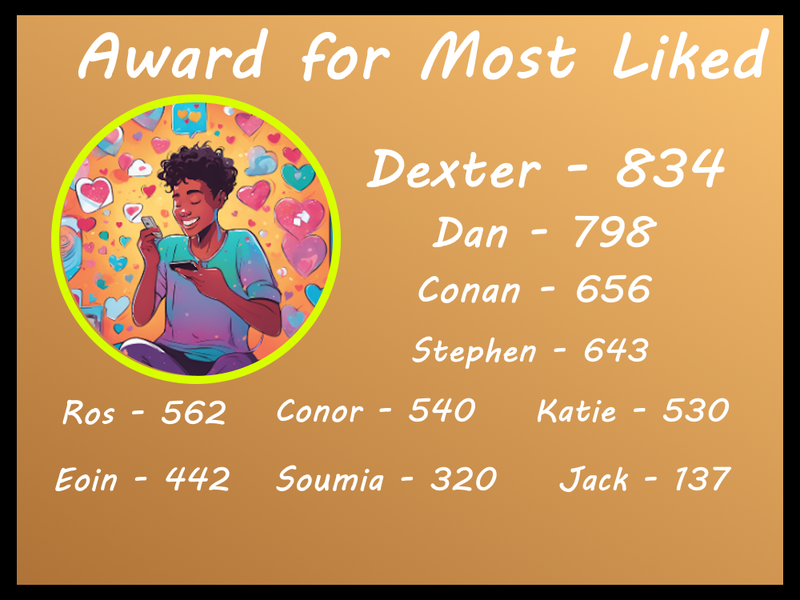 Award for Most Liked
Dexter - 834
Dan - 798
Conan - 656
Stephen - 643
Ros - 562 Conor - 540 Katie - 530
Eoin - 442 Soumia - 320 Jack - 137